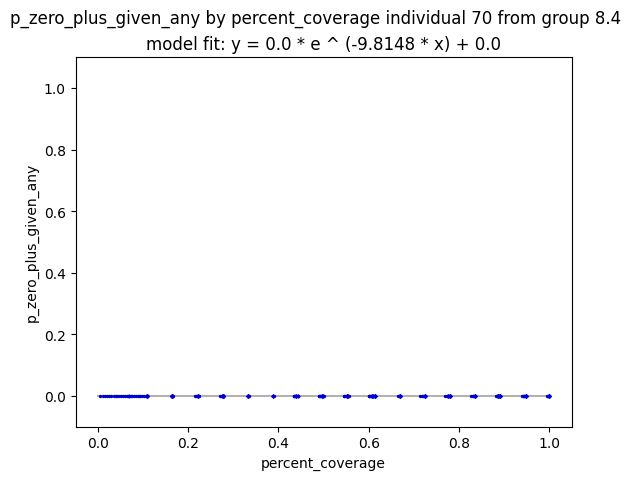 p_zero_plus_given_any by percent_coverage individual 70 from group 8.4
model fit: y = 0.0 * e ^ (-9.8148 * x) + 0.0
p_zero_plus_given_any
1.0
0.8
0.6
0.4
0.2
0.0
0.0 0.2 0.4 0.6 0.8 1.0
percent_coverage